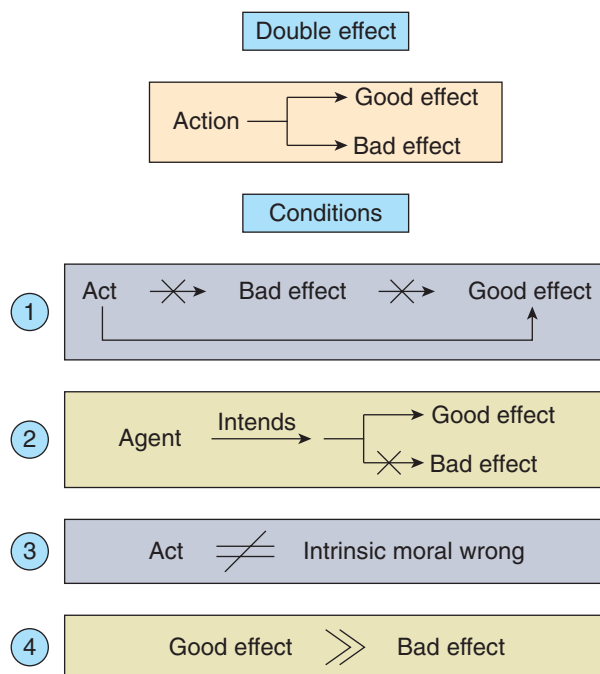 Double effect
Good effect
Action
Bad effect
Conditions
1 Act Bad effect Good effect
Intends Good effect
2 Agent
Bad effect
3 Act Intrinsic moral wrong
4 Good effect Bad effect